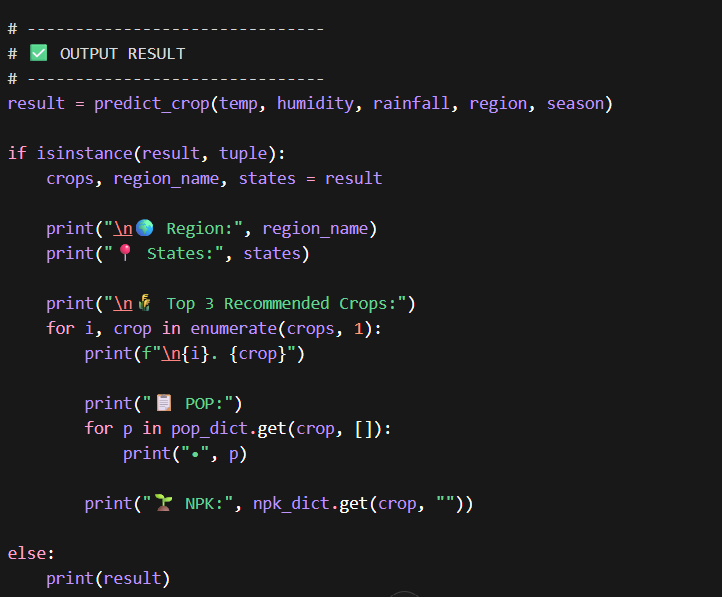 # -------------------------------
# ✅ OUTPUT RESULT
# -------------------------------
result = predict_crop(temp, humidity, rainfall, region, season)
if isinstance(result, tuple):
    crops, region_name, states = result
    print("\n🌍 Region:", region_name)
    print("📍 States:", states)
    print("\n🌾 Top 3 Recommended Crops:")
    for i, crop in enumerate(crops, 1):
        print(f"\n{i}. {crop}")
        print("📋 POP:")
        for p in pop_dict.get(crop, []):
            print("•", p)
        print("🌱 NPK:", npk_dict.get(crop, ""))
else:
    print(result)